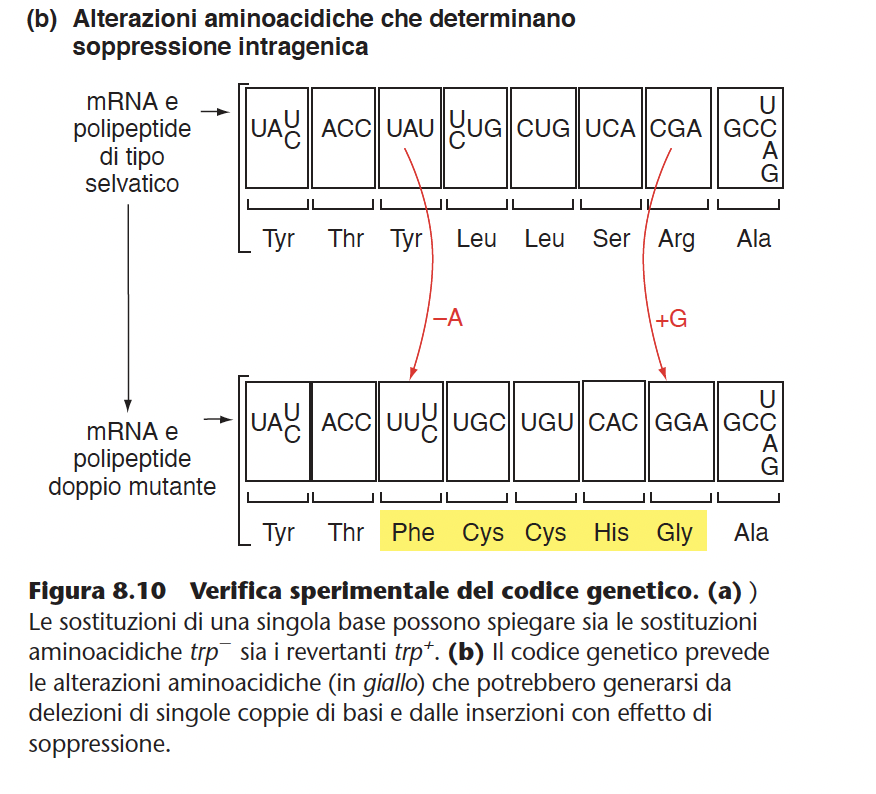 (b) Alterazioni aminoacidiche che determinano
soppressione intragenica
mRNA e
polipeptide
di tipo
selvatico
UAU/C ACC UAU U/CUG CUG UCA CGA GCU/C/A/G
Tyr Thr Tyr Leu Leu Ser Arg Ala
–A
+G
mRNA e
polipeptide
doppio mutante
UAU/C ACC UUU/C UGC UGU CAC GGA GCU/C/A/G
Tyr Thr Phe Cys Cys His Gly Ala
Figura 8.10 Verifica sperimentale del codice genetico. (a) )
Le sostituzioni di una singola base possono spiegare sia le sostituzioni
aminoacidiche trp– sia i revertanti trp+. (b) Il codice genetico prevede
le alterazioni aminoacidiche (in giallo) che potrebbero generarsi da
delezioni di singole coppie di basi e dalle inserzioni con effetto di
soppressione.